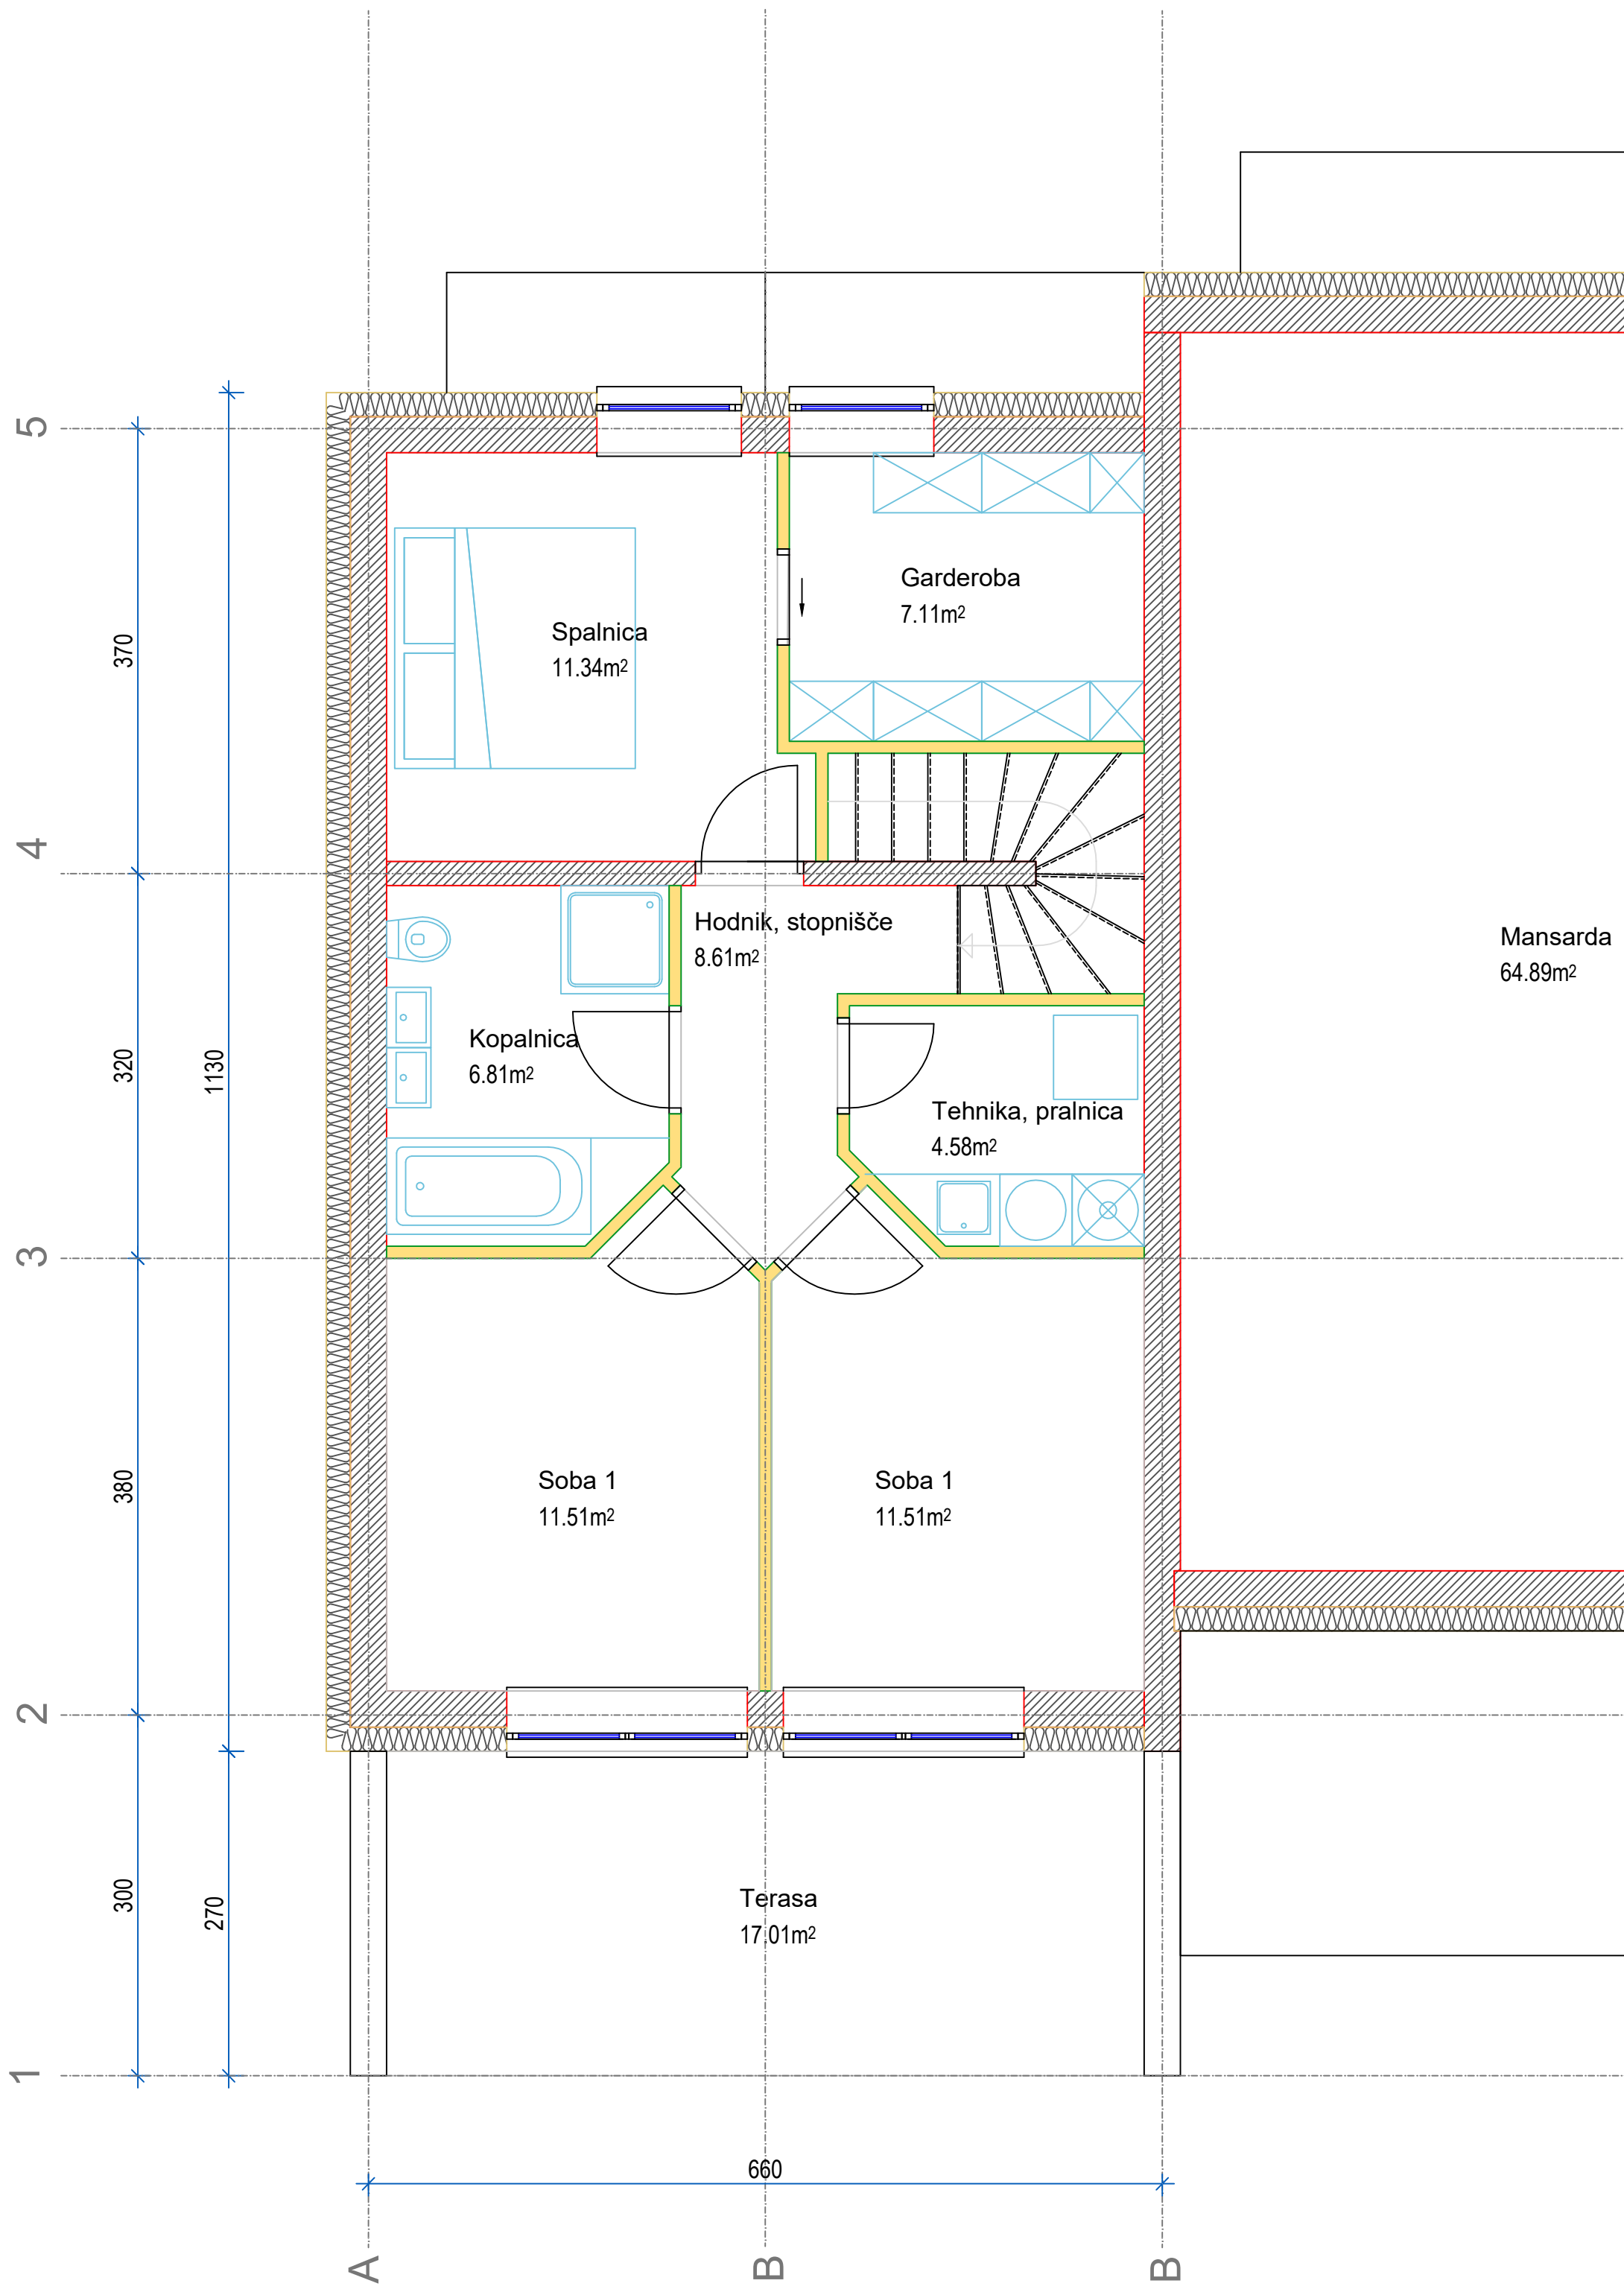 5
370
Garderoba
7.11m²
Spalnica
11.34m²
4
Hodnik, stopnišče
8.61m²
Mansarda
64.89m²
320
1130
Kopalnica
6.81m²
Tehnika, pralnica
4.58m²
3
380
Soba 1
11.51m²
Soba 1
11.51m²
2
300
270
Terasa
17.01m²
1
660
A
B
B